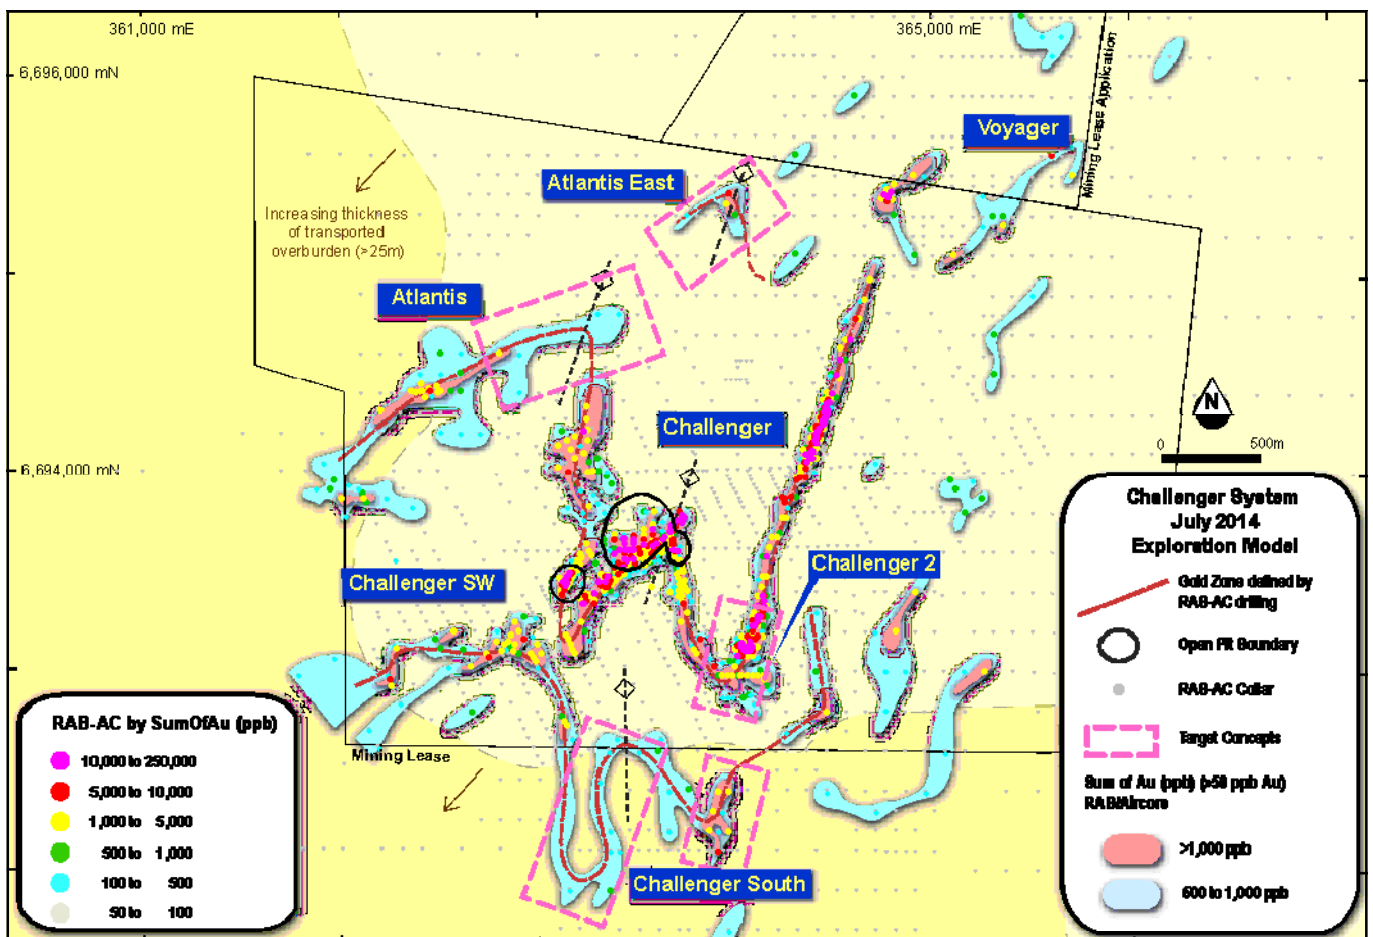 361,000 mE
365,000 mE
6,696,000 mN
Mining Lease Application
Voyager
Atlantis East
Increasing thickness
of transported
overburden (>25m)
Atlantis
N
Challenger
0 500m
6,694,000 mN
Challenger System
July 2014
Exploration Model
Gold Zone defined by
RAB-AC drilling
Open Pit Boundary
RAB-AC Collar
Target Concepts
Sum of Au (ppb) (>50 ppb Au)
RAB/Aircore
>1,000 ppb
500 to 1,000 ppb
Challenger 2
Challenger SW
RAB-AC by SumOfAu (ppb)
10,000 to 250,000
5,000 to 10,000
1,000 to 5,000
500 to 1,000
100 to 500
50 to 100
Mining Lease
Challenger South